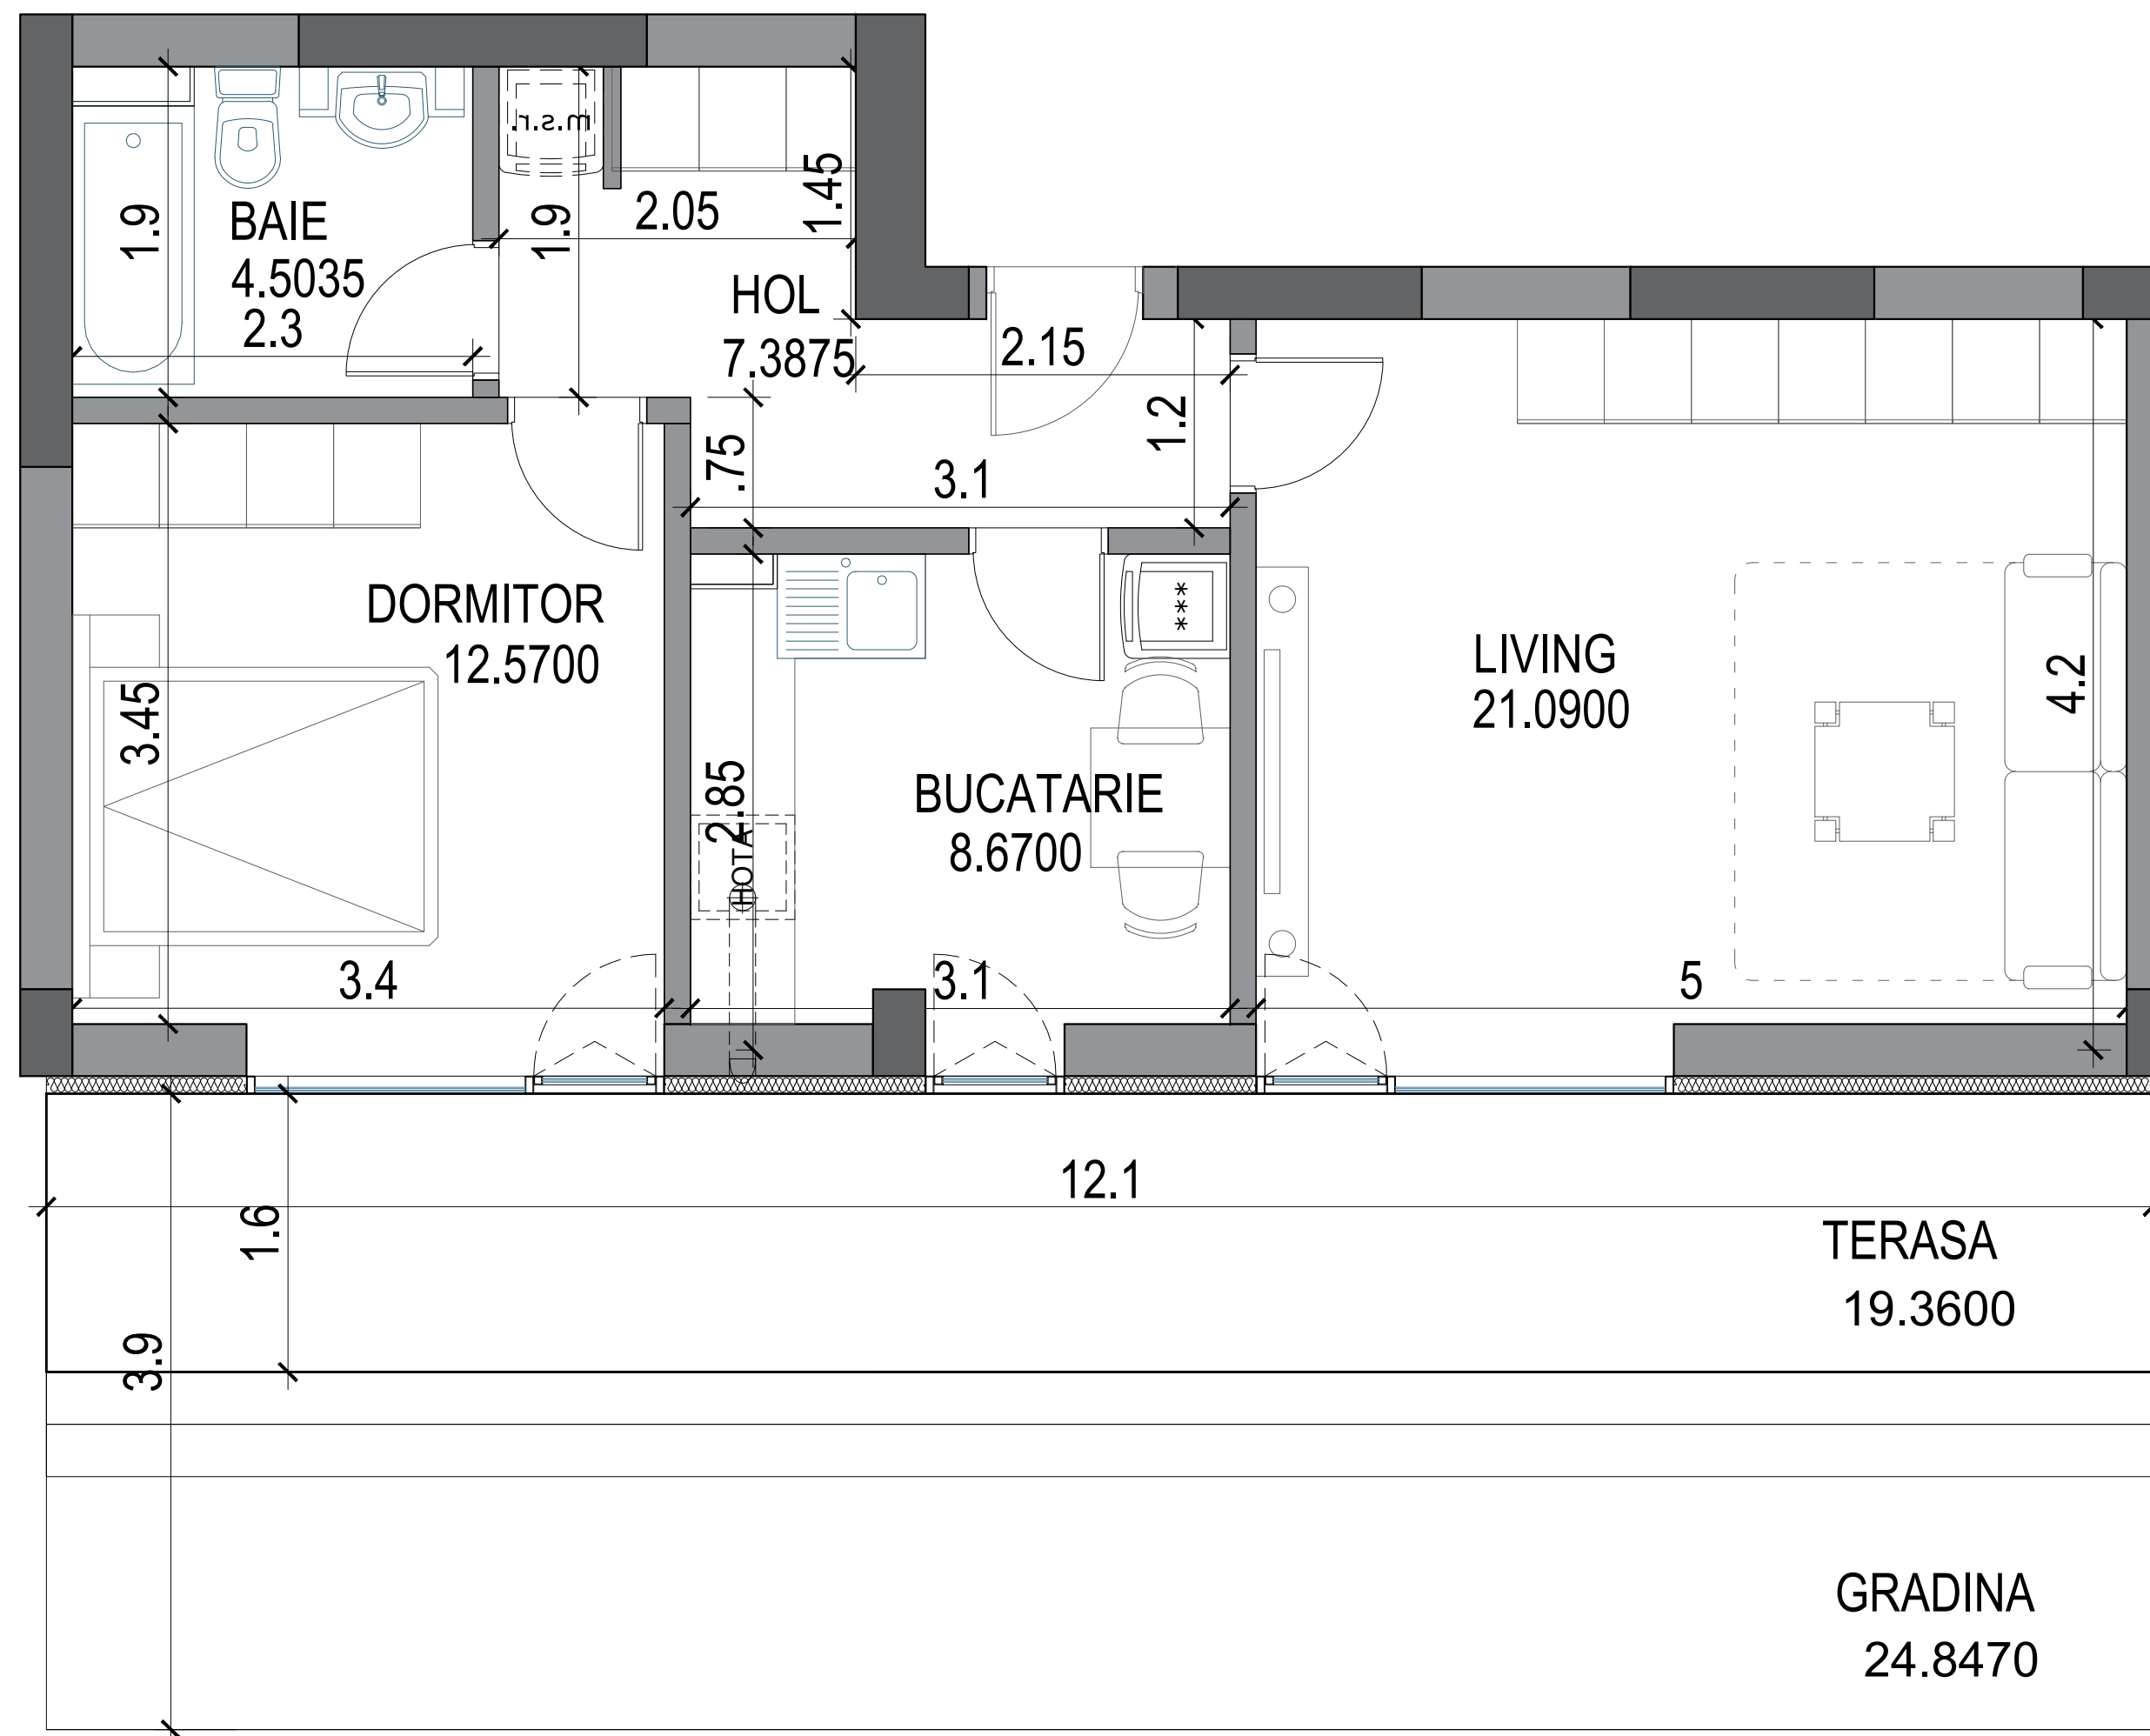 m.s.r.
1.9
BAIE
4.5035
2.3
1.9
2.05
1.45
HOL
7.3875
2.15
.75
1.2
3.1
DORMITOR
12.5700
3.45
3.4
***
2.85
HOTA
BUCATARIE
8.6700
3.1
LIVING
21.0900
4.2
5
12.1
1.6
3.9
TERASA
19.3600
GRADINA
24.8470